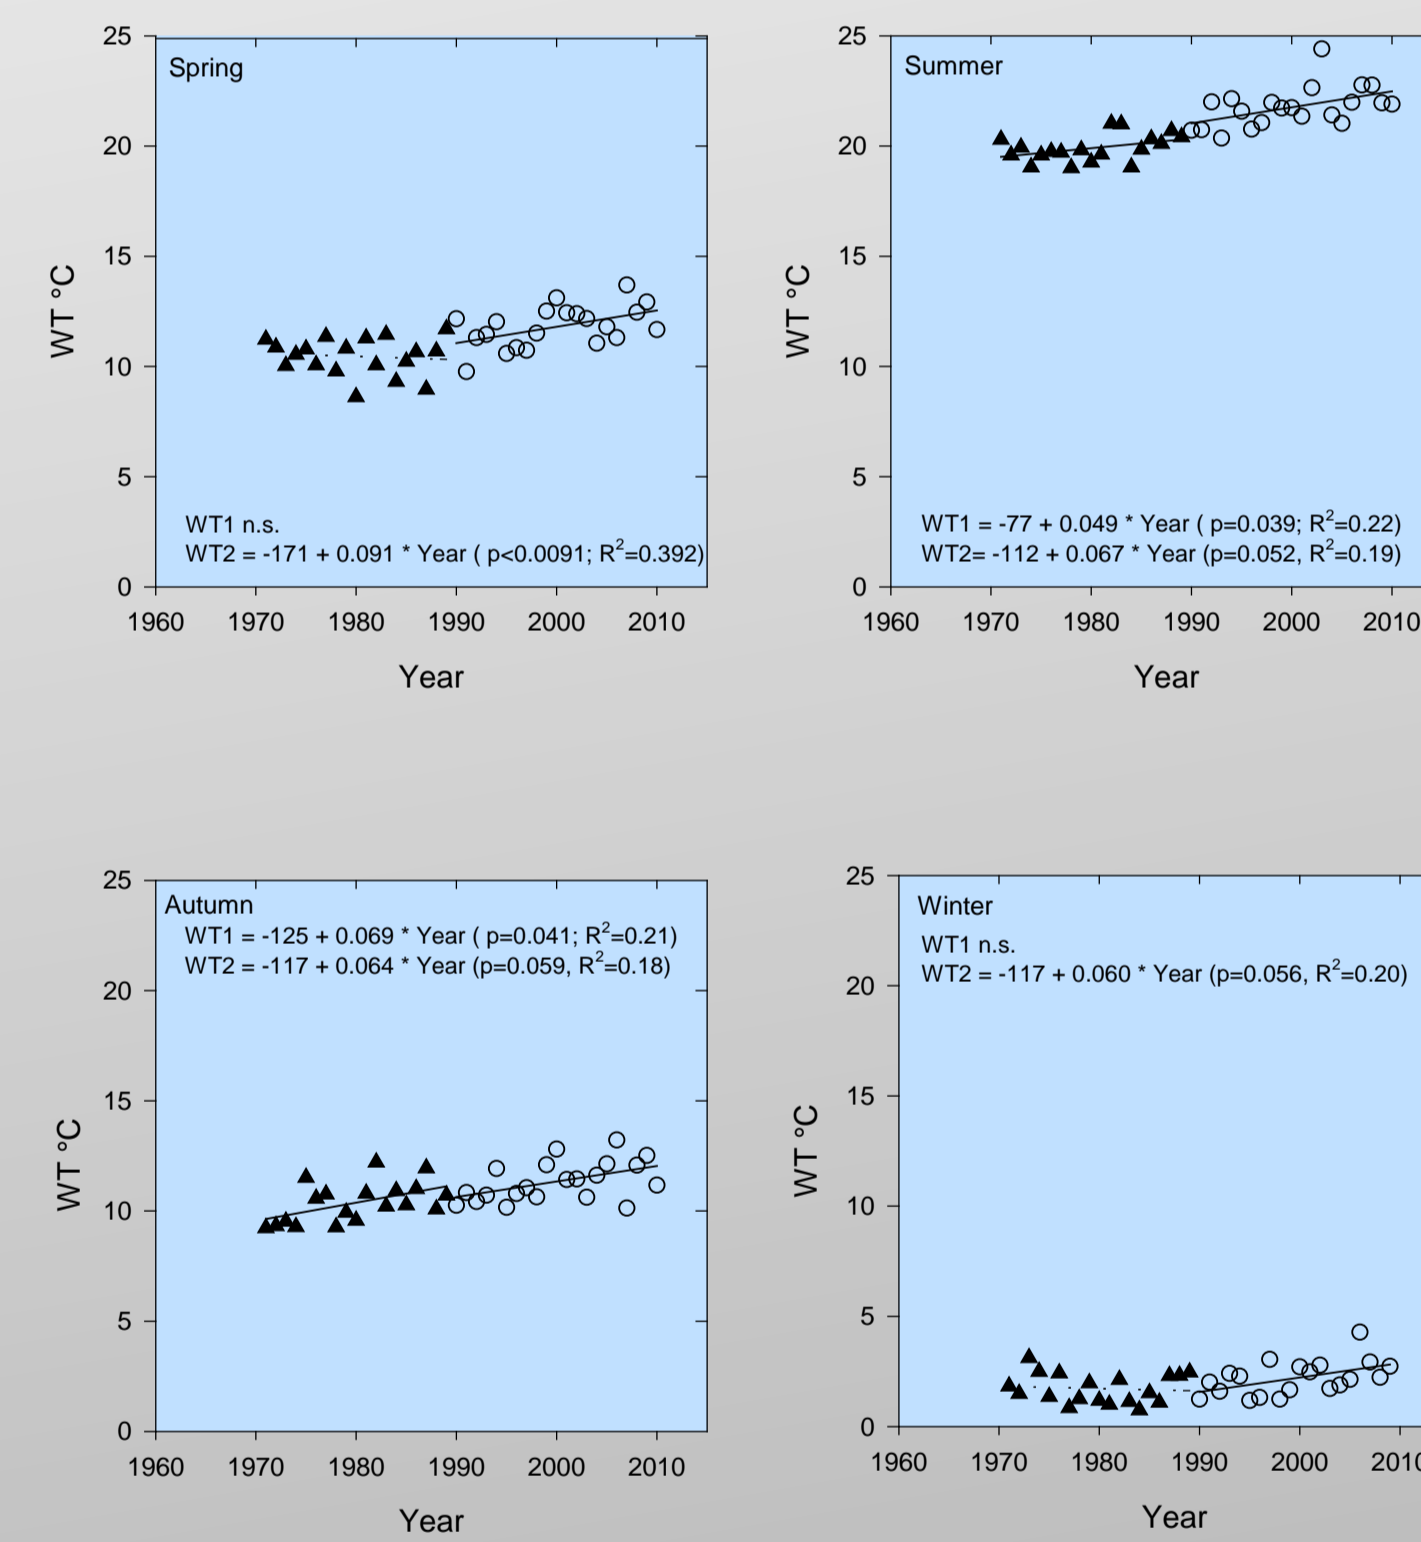 Spring
WT1 n.s.
WT2 = -171 + 0.091 * Year ( p<0.0091; R²=0.392)
25
20
15
10
5
0
WT °C
1960 1970 1980 1990 2000 2010
Year
Summer
WT1 = -77 + 0.049 * Year ( p=0.039; R²=0.22)
WT2= -112 + 0.067 * Year (p=0.052, R²=0.19)
25
20
15
10
5
0
WT °C
1960 1970 1980 1990 2000 2010
Year
Autumn
WT1 = -125 + 0.069 * Year ( p=0.041; R²=0.21)
WT2 = -117 + 0.064 * Year (p=0.059, R²=0.18)
25
20
15
10
5
0
WT °C
1960 1970 1980 1990 2000 2010
Year
Winter
WT1 n.s.
WT2 = -117 + 0.060 * Year (p=0.056, R²=0.20)
25
20
15
10
5
0
WT °C
1960 1970 1980 1990 2000 2010
Year